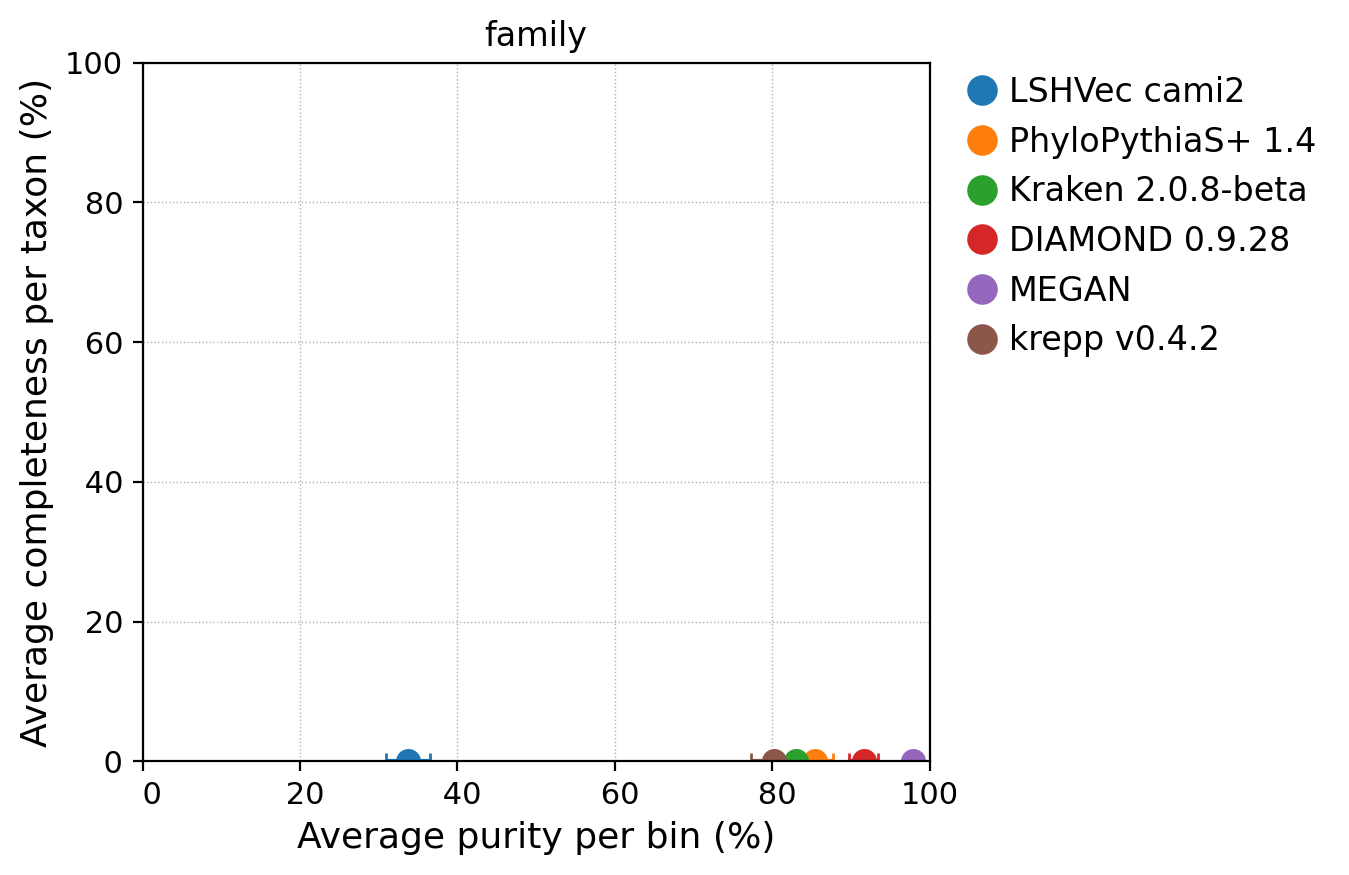 family
100
80
60
40
20
0
Average completeness per taxon (%)
0 20 40 60 80 100
Average purity per bin (%)
LSHVec cami2
PhyloPythiaS+ 1.4
Kraken 2.0.8-beta
DIAMOND 0.9.28
MEGAN
krepp v0.4.2